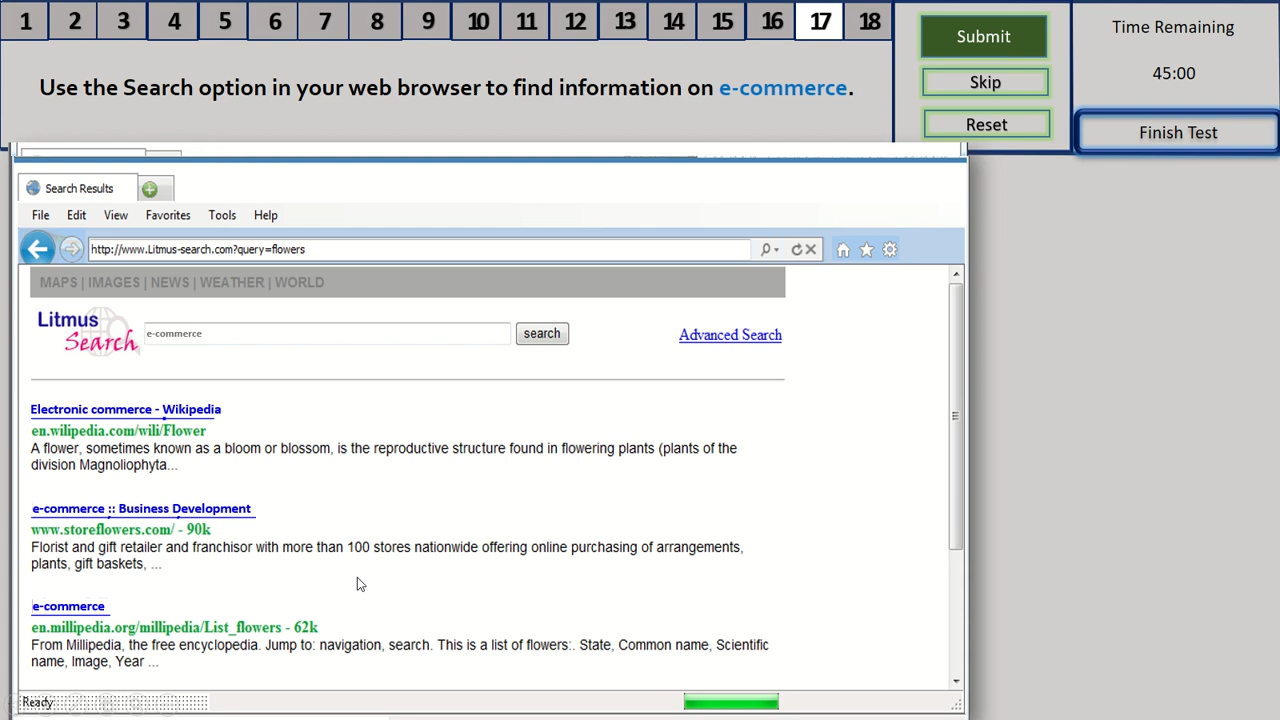 1 2 3 4 5 6 7 8 9 10 11 12 13 14 15 16 17 18
Submit
Skip
Reset
Time Remaining
45:00
Finish Test
Use the Search option in your web browser to find information on e-commerce.
Search Results
File Edit View Favorites Tools Help
http://www.Litmus-search.com?query=flowers
MAPS | IMAGES | NEWS | WEATHER | WORLD
Litmus
Search
e-commerce
search
Advanced Search
Electronic commerce - Wikipedia
en.wilipedia.com/wili/Flower
A flower, sometimes known as a bloom or blossom, is the reproductive structure found in flowering plants (plants of the
division Magnoliophyta...
e-commerce :: Business Development
www.storeflowers.com/ - 90k
Florist and gift retailer and franchisor with more than 100 stores nationwide offering online purchasing of arrangements,
plants, gift baskets, ...
e-commerce
en.millipedia.org/millipedia/List_flowers - 62k
From Millipedia, the free encyclopedia. Jump to: navigation, search. This is a list of flowers:. State, Common name, Scientific
name, Image, Year ...
Ready